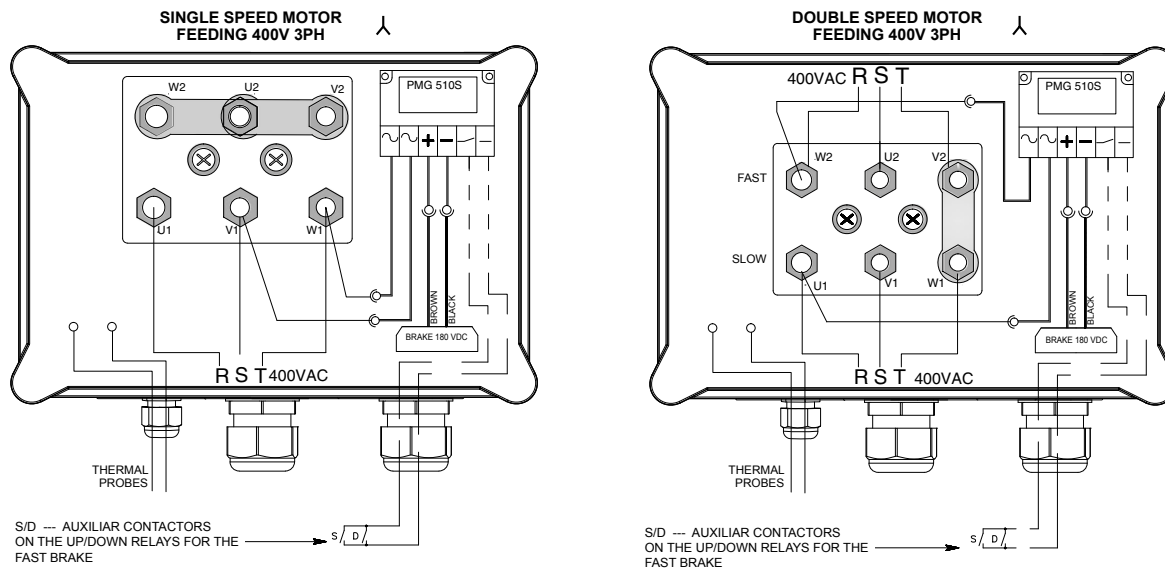 SINGLE SPEED MOTOR
FEEDING 400V 3PH
W2
U2
V2
PMG 510S
+ −
U1
V1
W1
BROWN
BLACK
BRAKE 180 VDC
R S T 400VAC
THERMAL
PROBES
S/D --- AUXILIAR CONTACTORS
ON THE UP/DOWN RELAYS FOR THE
FAST BRAKE
S D
DOUBLE SPEED MOTOR
FEEDING 400V 3PH
400VAC R S T
PMG 510S
+ −
W2
U2
V2
FAST
SLOW
U1
V1
W1
BROWN
BLACK
BRAKE 180 VDC
R S T 400VAC
THERMAL
PROBES
S/D --- AUXILIAR CONTACTORS
ON THE UP/DOWN RELAYS FOR THE
FAST BRAKE
S D